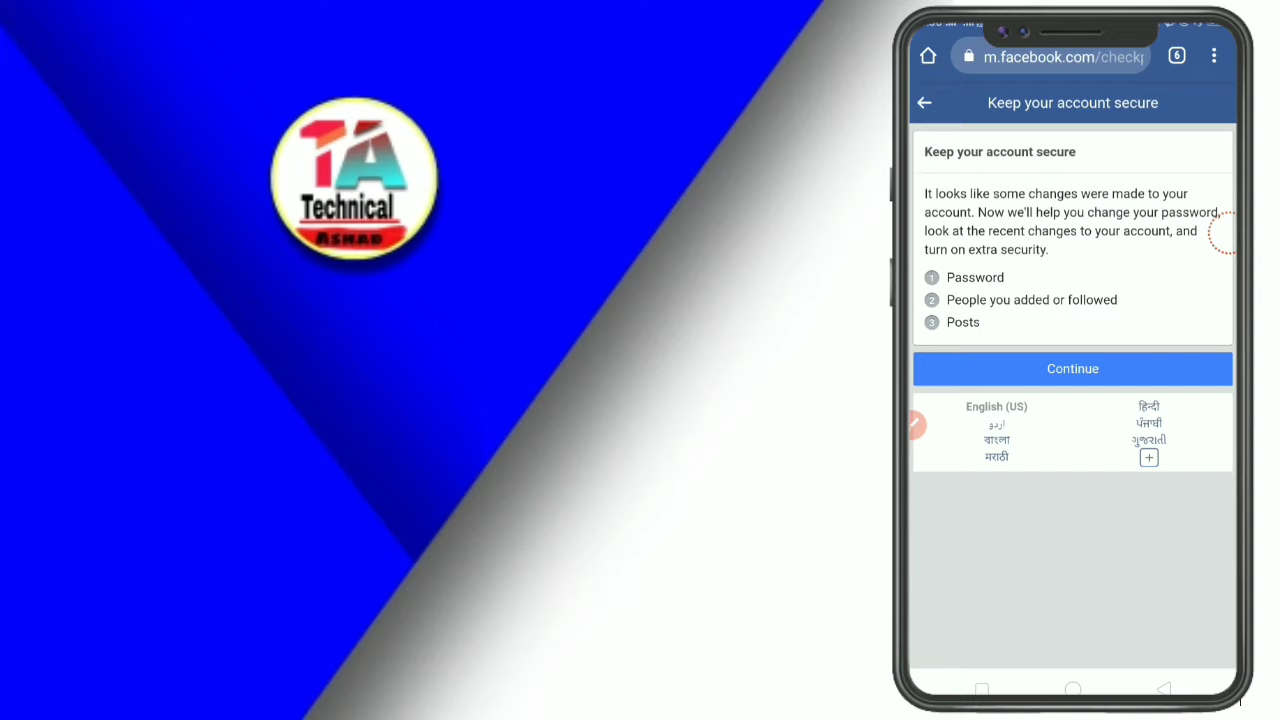 TA
Technical
ASHAD
6
m.facebook.com/checkp
Keep your account secure
Keep your account secure
It looks like some changes were made to your
account. Now we'll help you change your password,
look at the recent changes to your account, and
turn on extra security.
1 Password
2 People you added or followed
3 Posts
Continue
English (US)
हिन्दी
اردو
ਪੰਜਾਬੀ
বাংলা
ગુજરાતી
मराठी